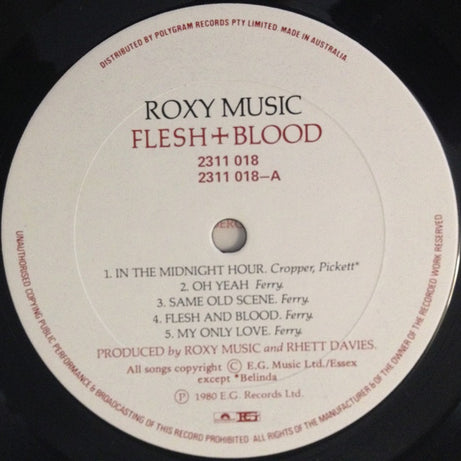 DISTRIBUTED BY POLYGRAM RECORDS PTY LIMITED. MADE IN AUSTRALIA.
ROXY MUSIC
FLESH+BLOOD
2311 018
2311 018—A
1. IN THE MIDNIGHT HOUR. Cropper, Pickett*
2. OH YEAH Ferry.
3. SAME OLD SCENE. Ferry.
4. FLESH AND BLOOD. Ferry.
5. MY ONLY LOVE. Ferry.
PRODUCED by ROXY MUSIC and RHETT DAVIES.
All songs copyright Ⓒ E.G. Music Ltd./Essex
except *Belinda
Ⓟ 1980 E.G. Records Ltd.
UNAUTHORISED COPYING PUBLIC PERFORMANCE & BROADCASTING OF THIS RECORD PROHIBITED. ALL RIGHTS OF THE MANUFACTURER & OF THE OWNER OF THE RECORDED WORK RESERVED